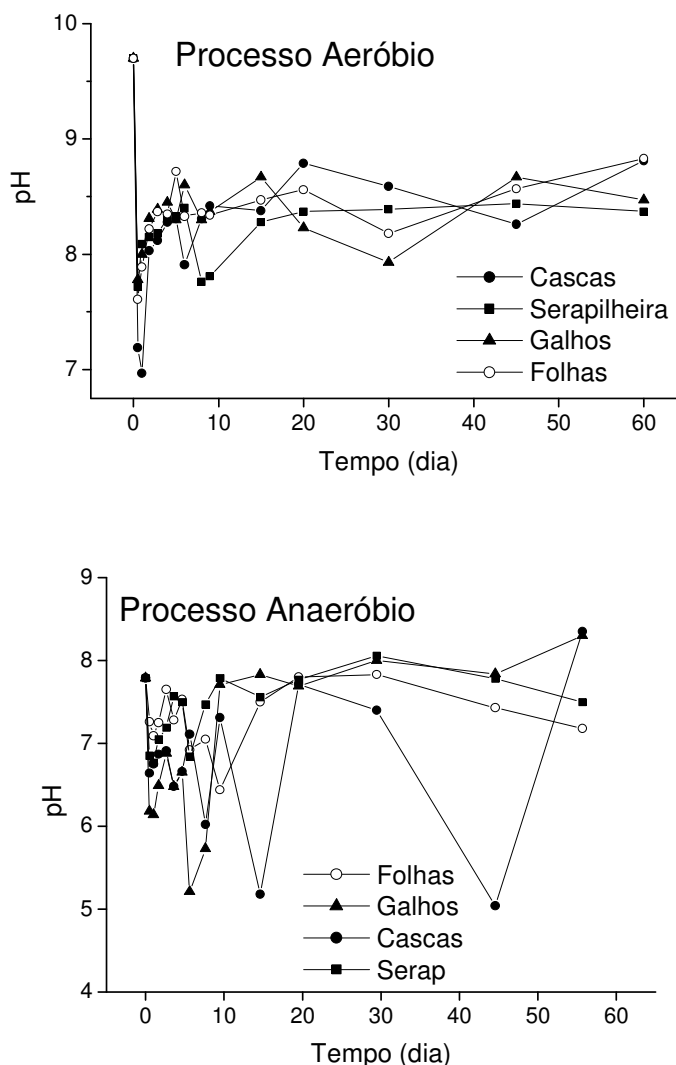 Processo Aeróbio
10
9
8
7
pH
Cascas
Serapilheira
Galhos
Folhas
0 10 20 30 40 50 60
Tempo (dia)
Processo Anaeróbio
9
8
7
6
5
4
pH
Folhas
Galhos
Cascas
Serap
0 10 20 30 40 50 60
Tempo (dia)